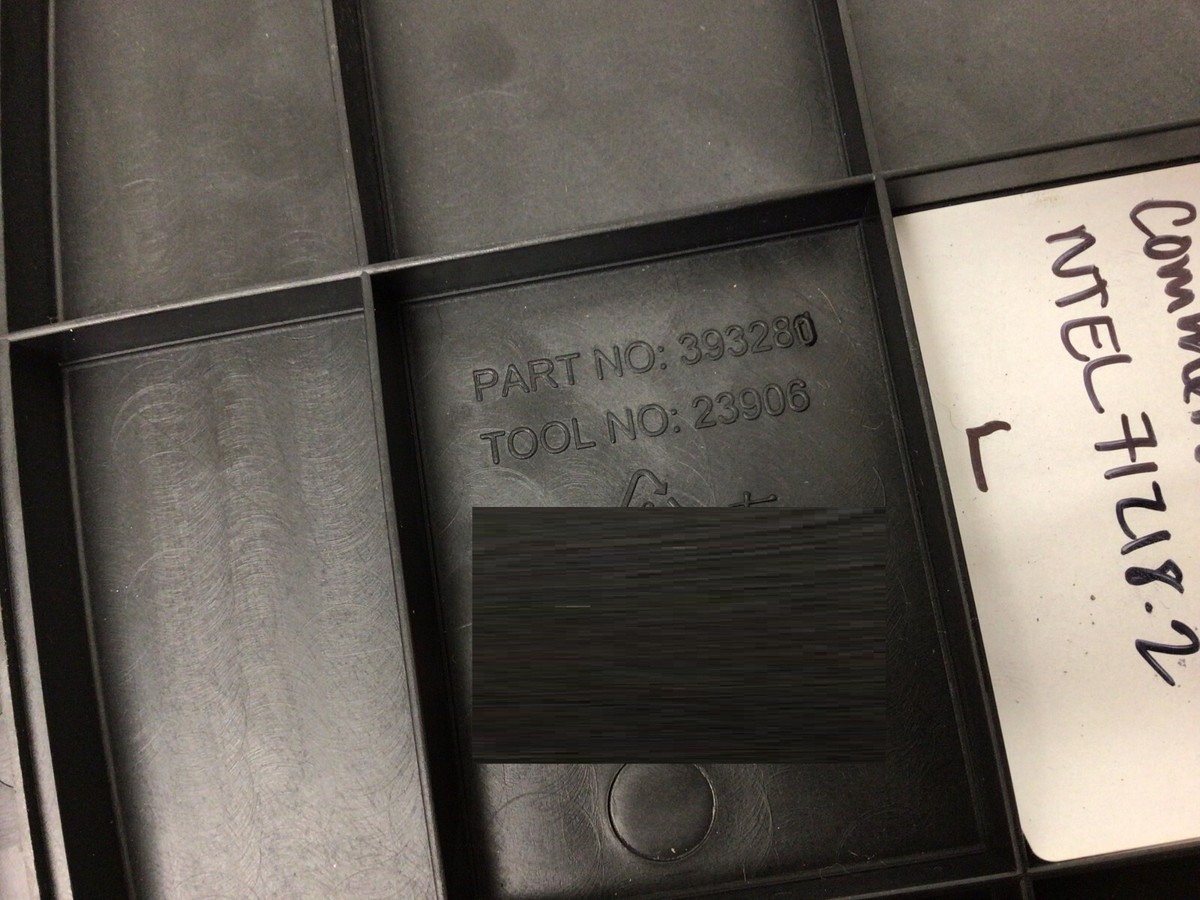 PART NO: 393280
TOOL NO: 23906
NTEL 71218.2
L